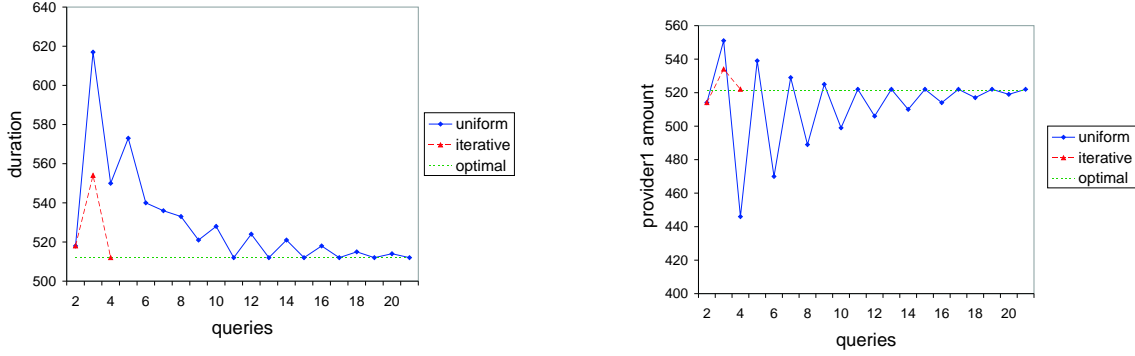 640
620
600
580
560
540
520
500
duration
2 4 6 8 10 12 14 16 18 20
queries
uniform
iterative
optimal
560
540
520
500
480
460
440
420
400
provider1 amount
2 4 6 8 10 12 14 16 18 20
queries
uniform
iterative
optimal